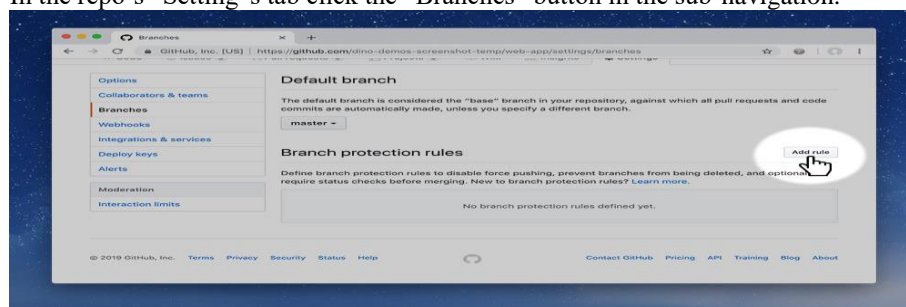 In the repo's "Setting"s tab click the "Branches" button in the sub-navigation.
Branches
GitHub, Inc. [US] | https://github.com/dino-demos-screenshot-temp/web-app/settings/branches
Options
Collaborators & teams
Branches
Webhooks
Integrations & services
Deploy keys
Alerts
Moderation
Interaction limits
Default branch
The default branch is considered the "base" branch in your repository, against which all pull requests and code
commits are automatically made, unless you specify a different branch.
master
Branch protection rules
Add rule
Define branch protection rules to disable force pushing, prevent branches from being deleted, and optional
require status checks before merging. New to branch protection rules? Learn more.
No branch protection rules defined yet.
© 2019 GitHub, Inc. Terms Privacy Security Status Help
Contact GitHub Pricing API Training Blog About